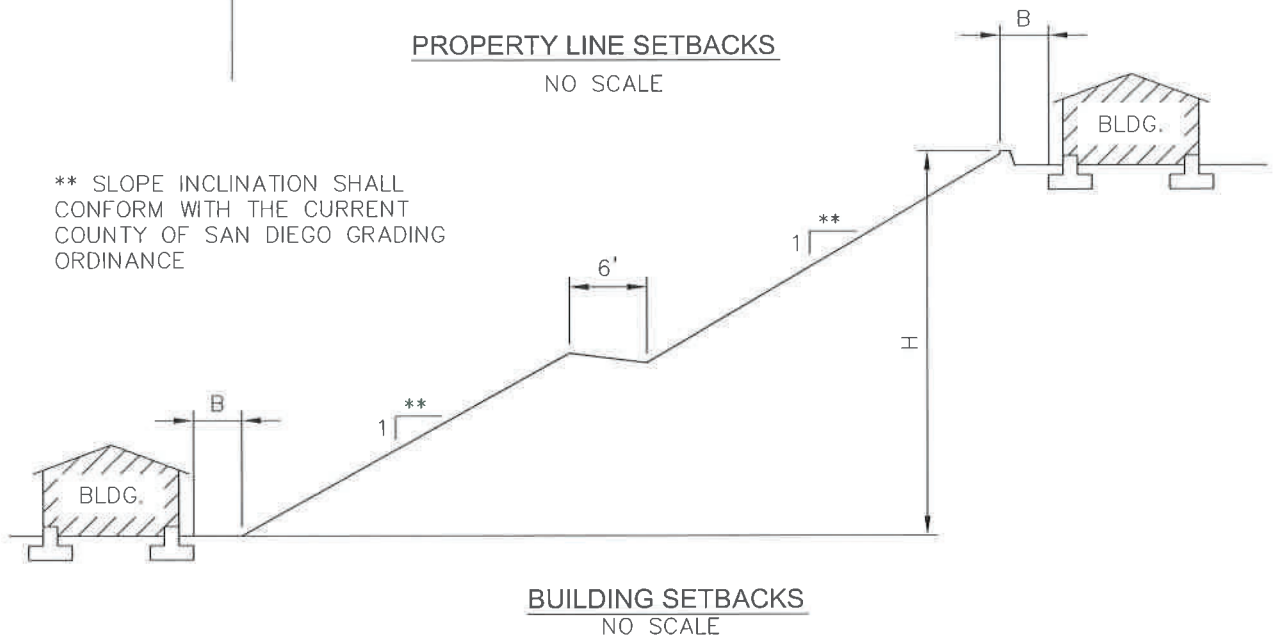 PROPERTY LINE SETBACKS
NO SCALE
B
BLDG.
** SLOPE INCLINATION SHALL
CONFORM WITH THE CURRENT
COUNTY OF SAN DIEGO GRADING
ORDINANCE
**
1
6'
H
B
**
1
BLDG.
BUILDING SETBACKS
NO SCALE